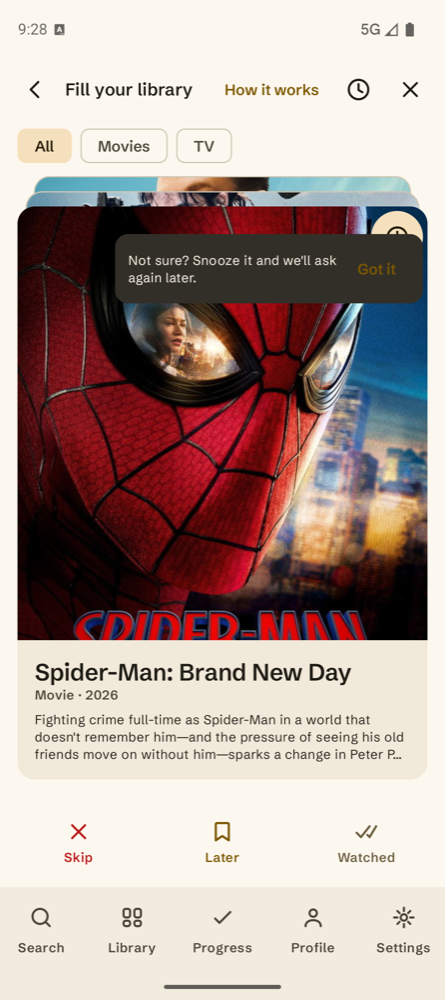 9:28 A
5G
Fill your library
How it works
All
Movies
TV
Not sure? Snooze it and we'll ask
again later.
Got it
SPIDER-MAN
Spider-Man: Brand New Day
Movie · 2026
Fighting crime full-time as Spider-Man in a world that
doesn't remember him—and the pressure of seeing his old
friends move on without him—sparks a change in Peter P...
Skip
Later
Watched
Search
Library
Progress
Profile
Settings